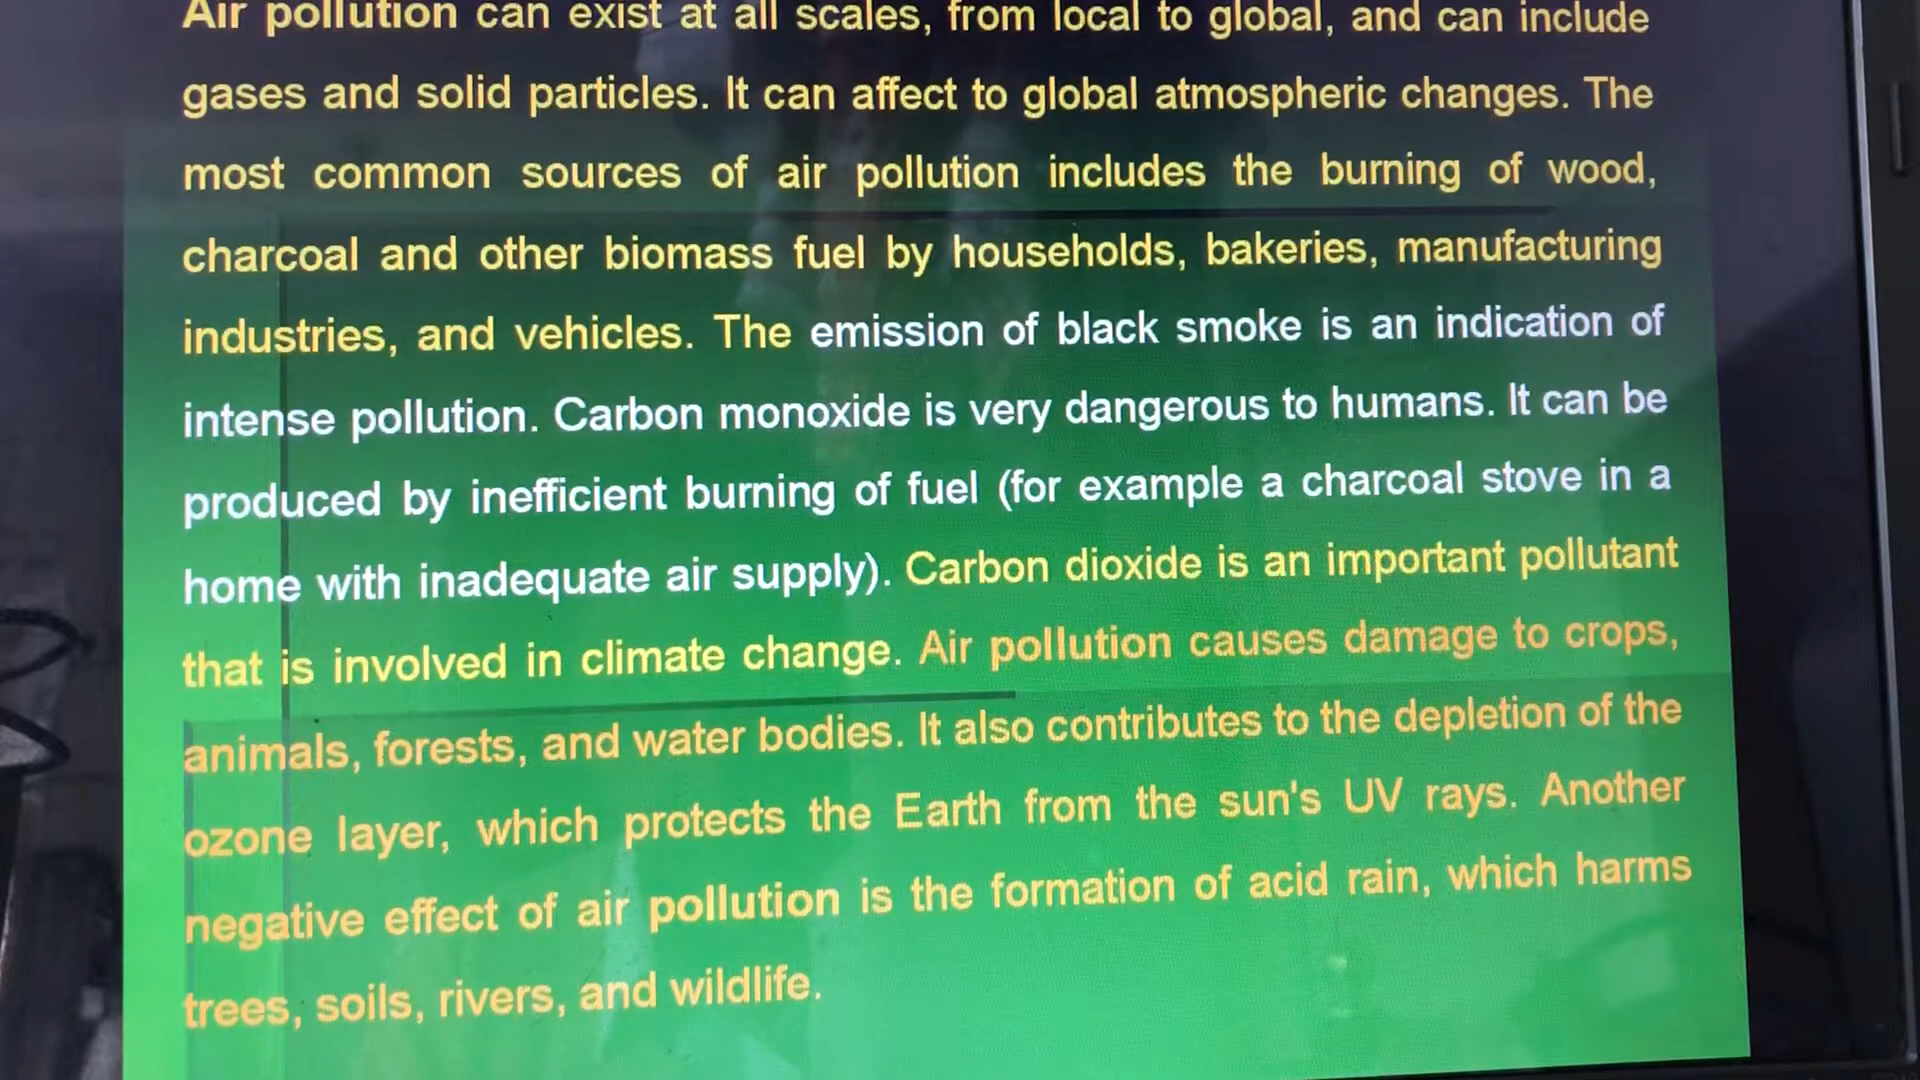 Air pollution can exist at all scales, from local to global, and can include
gases and solid particles. It can affect to global atmospheric changes. The
most common sources of air pollution includes the burning of wood,
charcoal and other biomass fuel by households, bakeries, manufacturing
industries, and vehicles. The emission of black smoke is an indication of
intense pollution. Carbon monoxide is very dangerous to humans. It can be
produced by inefficient burning of fuel (for example a charcoal stove in a
home with inadequate air supply). Carbon dioxide is an important pollutant
that is involved in climate change. Air pollution causes damage to crops,
animals, forests, and water bodies. It also contributes to the depletion of the
ozone layer, which protects the Earth from the sun's UV rays. Another
negative effect of air pollution is the formation of acid rain, which harms
trees, soils, rivers, and wildlife.